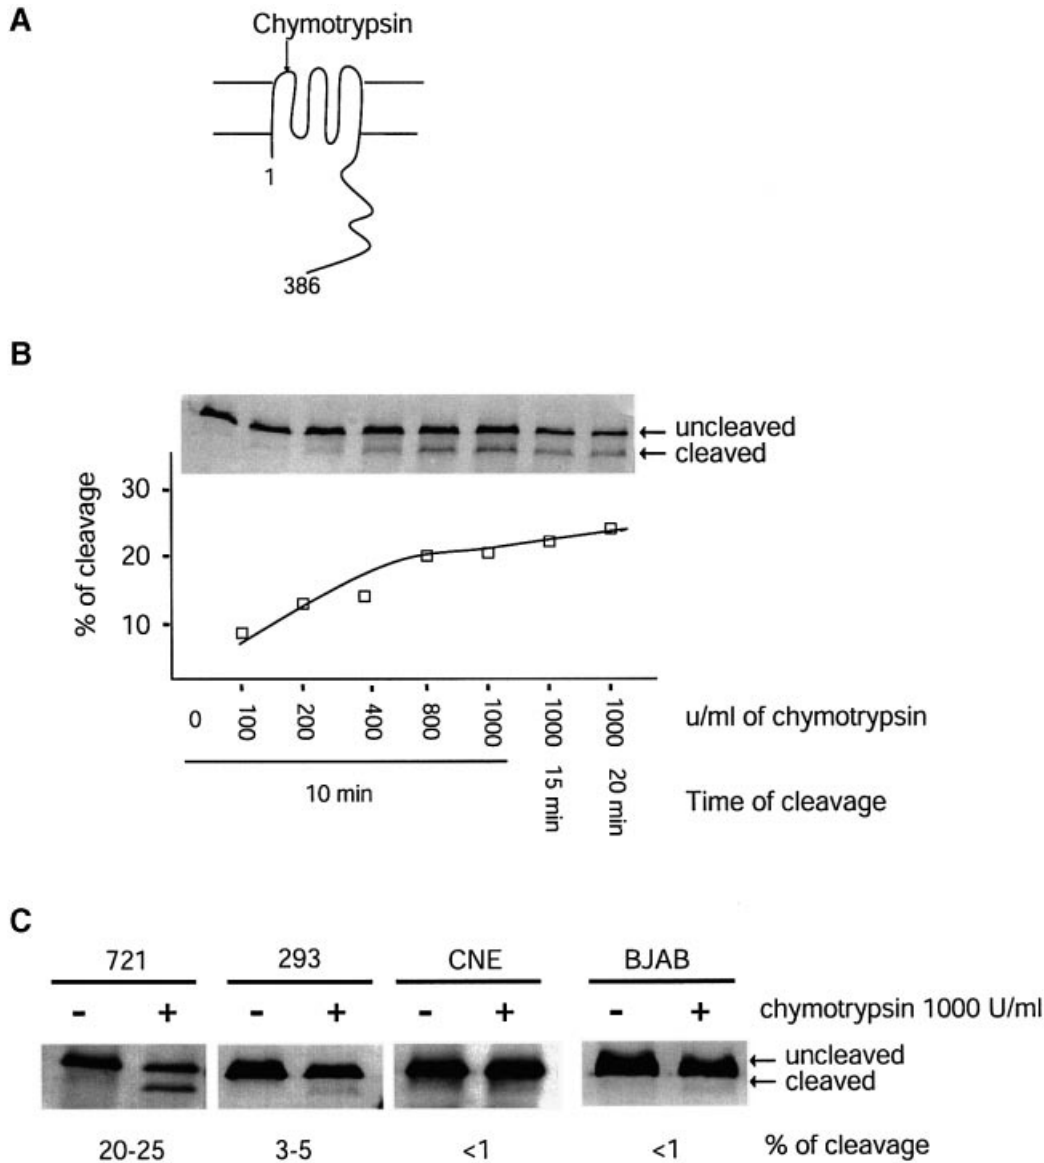 A
Chymotrypsin
1
386
B
uncleaved
cleaved
% of cleavage
30
20
10
0 100 200 400 800 1000 1000 1000
u/ml of chymotrypsin
10 min 15 min 20 min
Time of cleavage
C
721 293 CNE BJAB
- + - + - + - + chymotrypsin 1000 U/ml
uncleaved
cleaved
20-25 3-5 <1 <1 % of cleavage